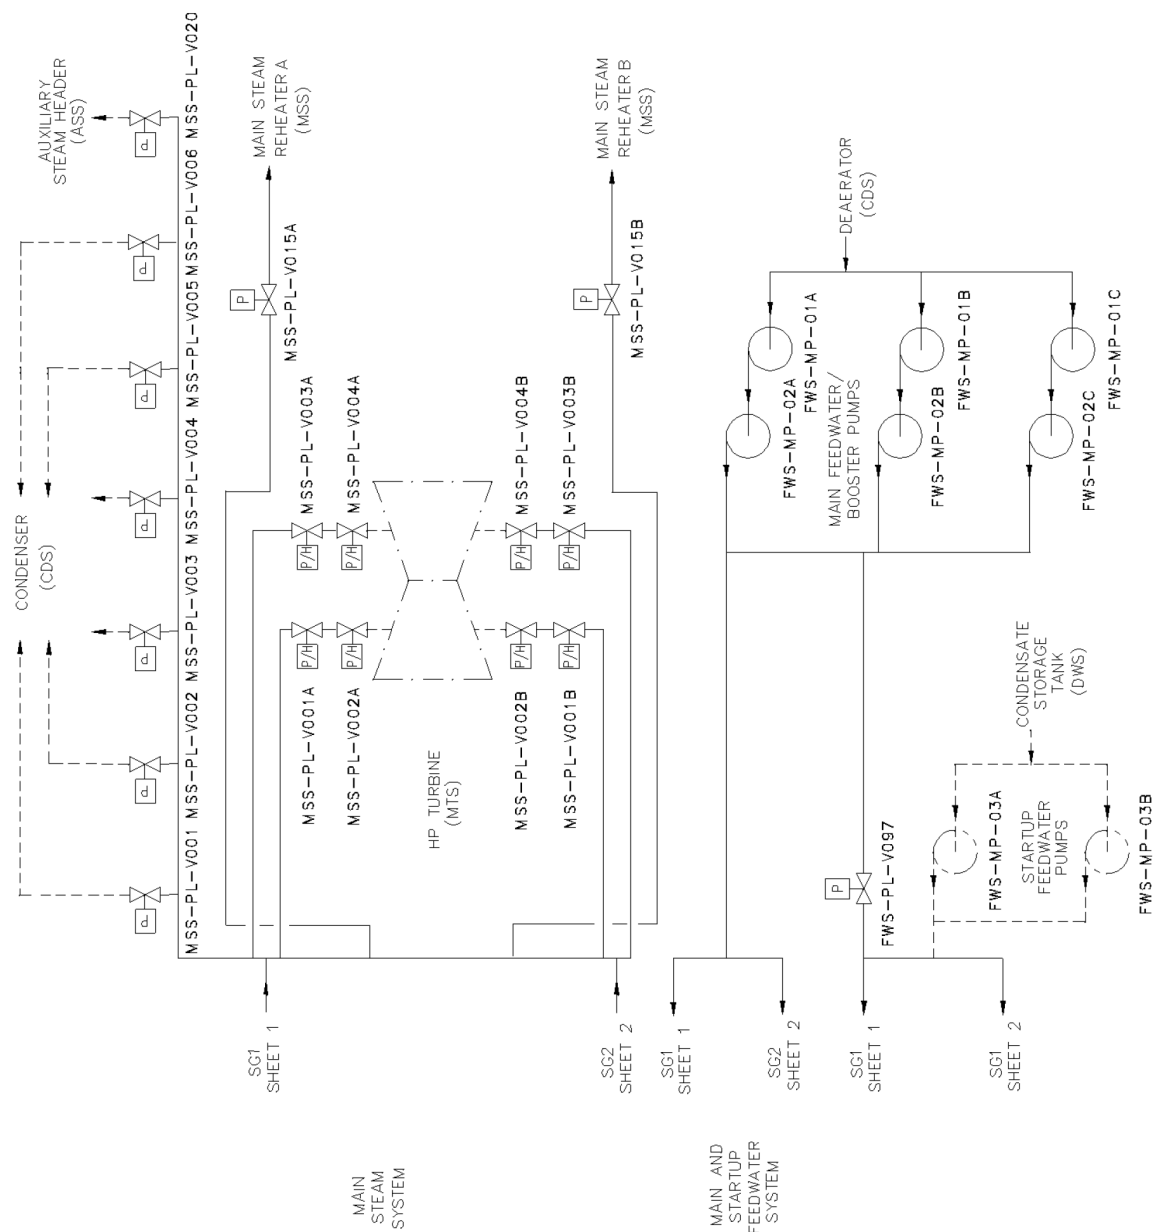 MAIN
STEAM
SYSTEM
SG1
SHEET 1
SG2
SHEET 2
CONDENSER
(CDS)
AUXILIARY
STEAM HEADER
(ASS)
d
d
d
d
d
d
d
MSS-PL-V001
MSS-PL-V002
MSS-PL-V003
MSS-PL-V004
MSS-PL-V005
MSS-PL-V006
MSS-PL-V020
P
MSS-PL-V015A
MAIN STEAM
REHEATER A
(MSS)
P/H
MSS-PL-V001A
P/H
MSS-PL-V002A
P/H
MSS-PL-V003A
P/H
MSS-PL-V004A
HP TURBINE
(MTS)
P/H
MSS-PL-V002B
P/H
MSS-PL-V001B
P/H
MSS-PL-V004B
P/H
MSS-PL-V003B
P
MSS-PL-V015B
MAIN STEAM
REHEATER B
(MSS)
MAIN AND
STARTUP
FEEDWATER
SYSTEM
SG1
SHEET 1
SG2
SHEET 2
SG1
SHEET 1
SG1
SHEET 2
FWS-MP-02A
FWS-MP-01A
MAIN FEEDWATER/
BOOSTER PUMPS
FWS-MP-02B
FWS-MP-01B
FWS-MP-02C
FWS-MP-01C
DEAERATOR
(CDS)
P
FWS-PL-V097
FWS-MP-03A
STARTUP
FEEDWATER
PUMPS
FWS-MP-03B
CONDENSATE
STORAGE
TANK
(DWS)